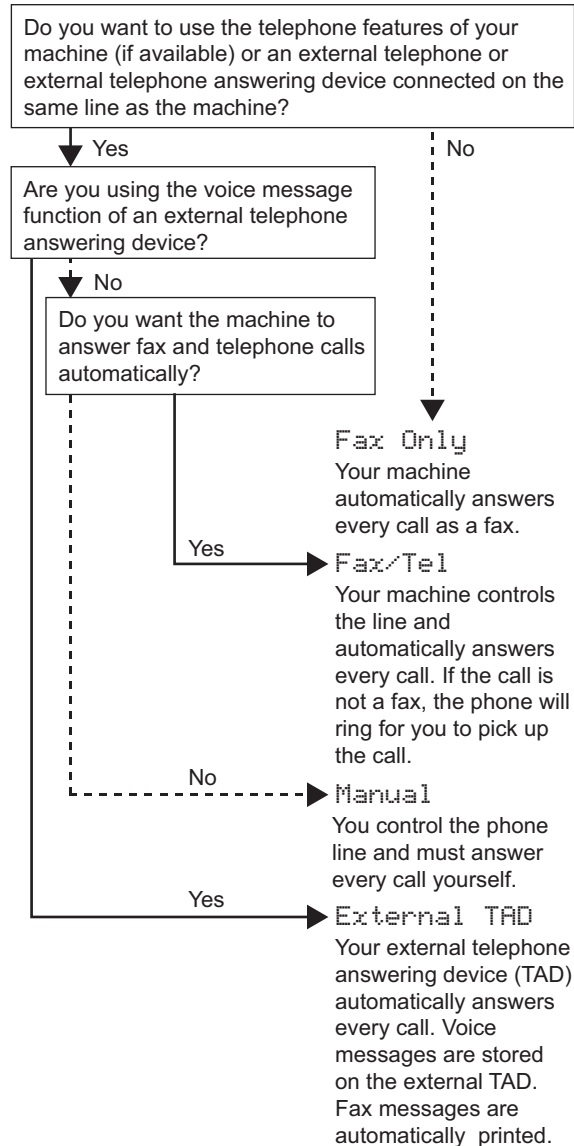 Do you want to use the telephone features of your
machine (if available) or an external telephone or
external telephone answering device connected on the
same line as the machine?
Yes
No
Are you using the voice message
function of an external telephone
answering device?
No
Do you want the machine to
answer fax and telephone calls
automatically?
Fax Only
Your machine
automatically answers
every call as a fax.
Yes
Fax/Tel
Your machine controls
the line and
automatically answers
every call. If the call is
not a fax, the phone will
ring for you to pick up
the call.
No
Manual
You control the phone
line and must answer
every call yourself.
Yes
External TAD
Your external telephone
answering device (TAD)
automatically answers
every call. Voice
messages are stored
on the external TAD.
Fax messages are
automatically printed.